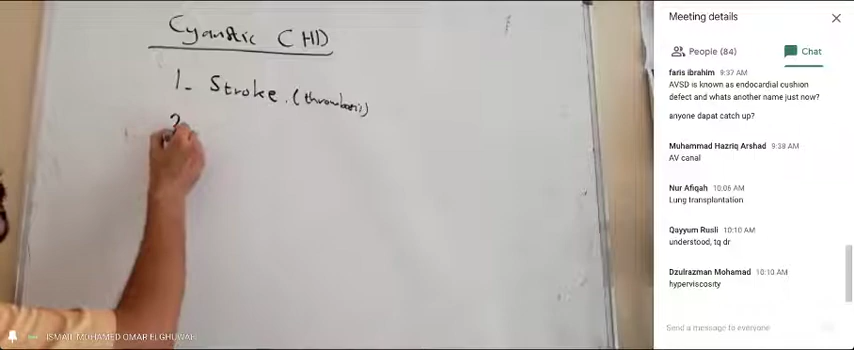 Cyanotic CHD
1- Stroke. (thrombosis)
2
ISMAIL MOHAMED OMAR ELGHUWAEL
Meeting details
People (84)
Chat
faris ibrahim 9:37 AM
AVSD is known as endocardial cushion
defect and whats another name just now?
anyone dapat catch up?
Muhammad Hazriq Arshad 9:38 AM
AV canal
Nur Afiqah 10:06 AM
Lung transplantation
Qayyum Rusli 10:10 AM
understood, tq dr
Dzulrazman Mohamad 10:10 AM
hyperviscosity
Send a message to everyone